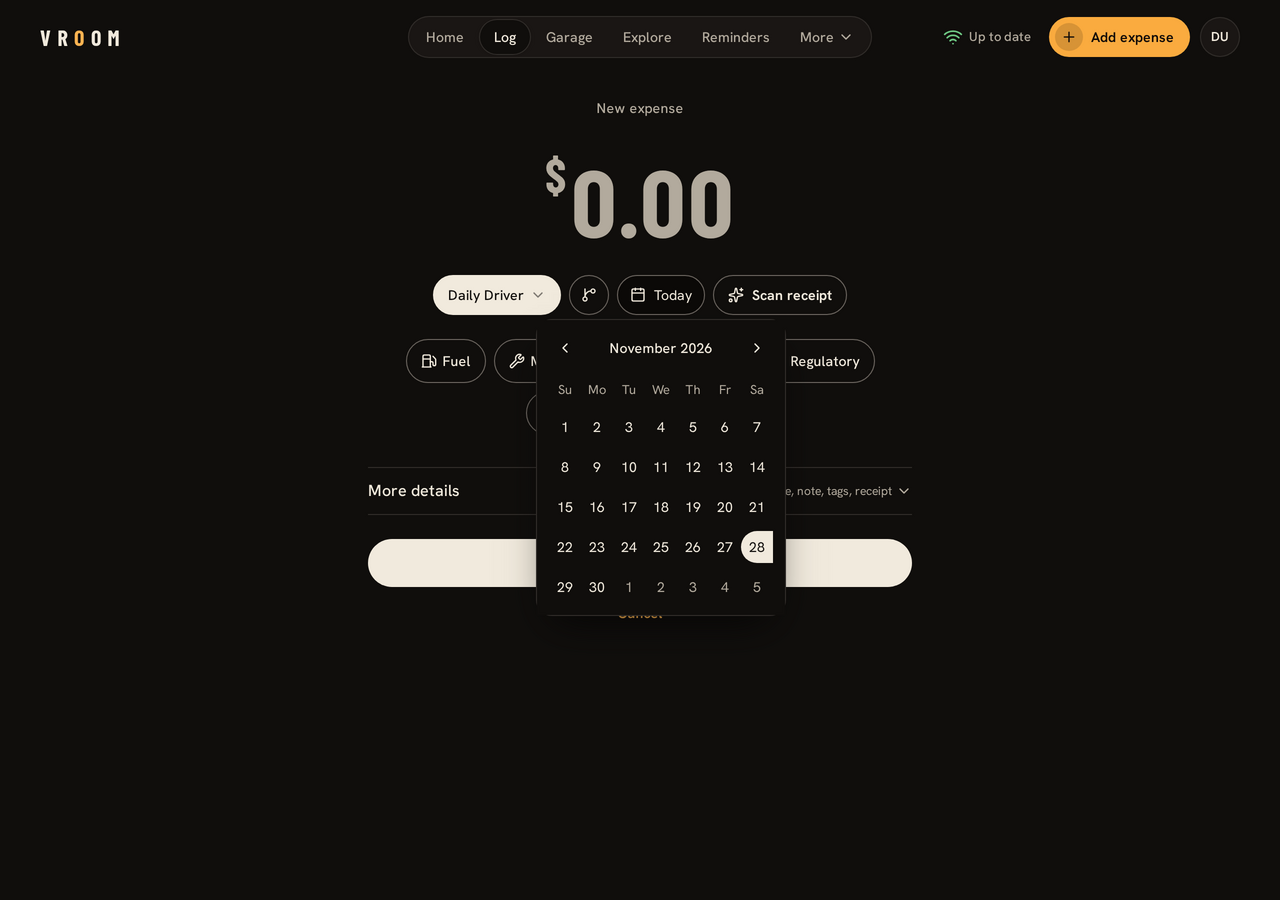 VROOM
Home Log Garage Explore Reminders More
Up to date
Add expense
DU
New expense
$0.00
Daily Driver Today Scan receipt
Fuel Regulatory
November 2026
Su Mo Tu We Th Fr Sa
1 2 3 4 5 6 7
8 9 10 11 12 13 14
15 16 17 18 19 20 21
22 23 24 25 26 27 28
29 30 1 2 3 4 5
More details note, tags, receipt